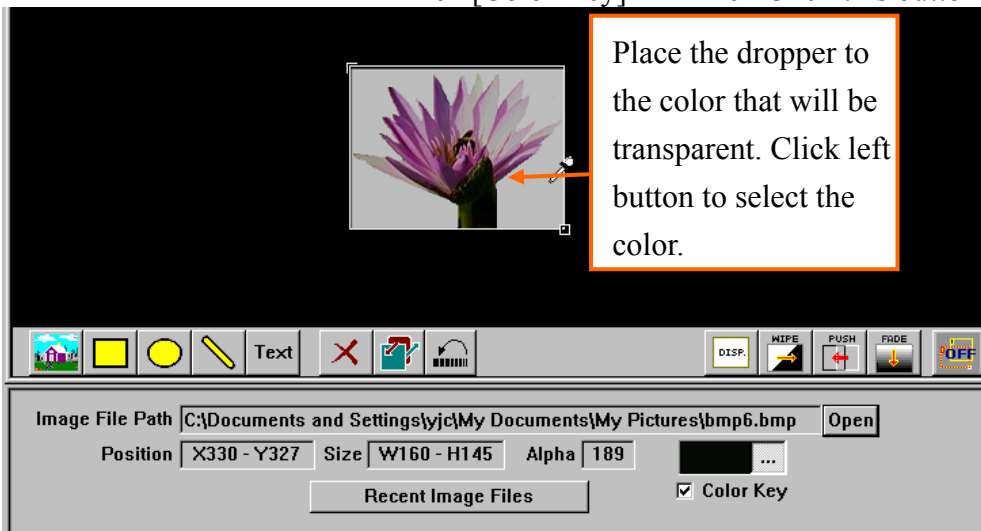 Place the dropper to
the color that will be
transparent. Click left
button to select the
color.
Text
DISP.
WIPE
PUSH
FADE
OFF
Image File Path C:\Documents and Settings\yjc\My Documents\My Pictures\bmp6.bmp Open
Position X330 - Y327 Size W160 - H145 Alpha 189 ...
Recent Image Files Color Key